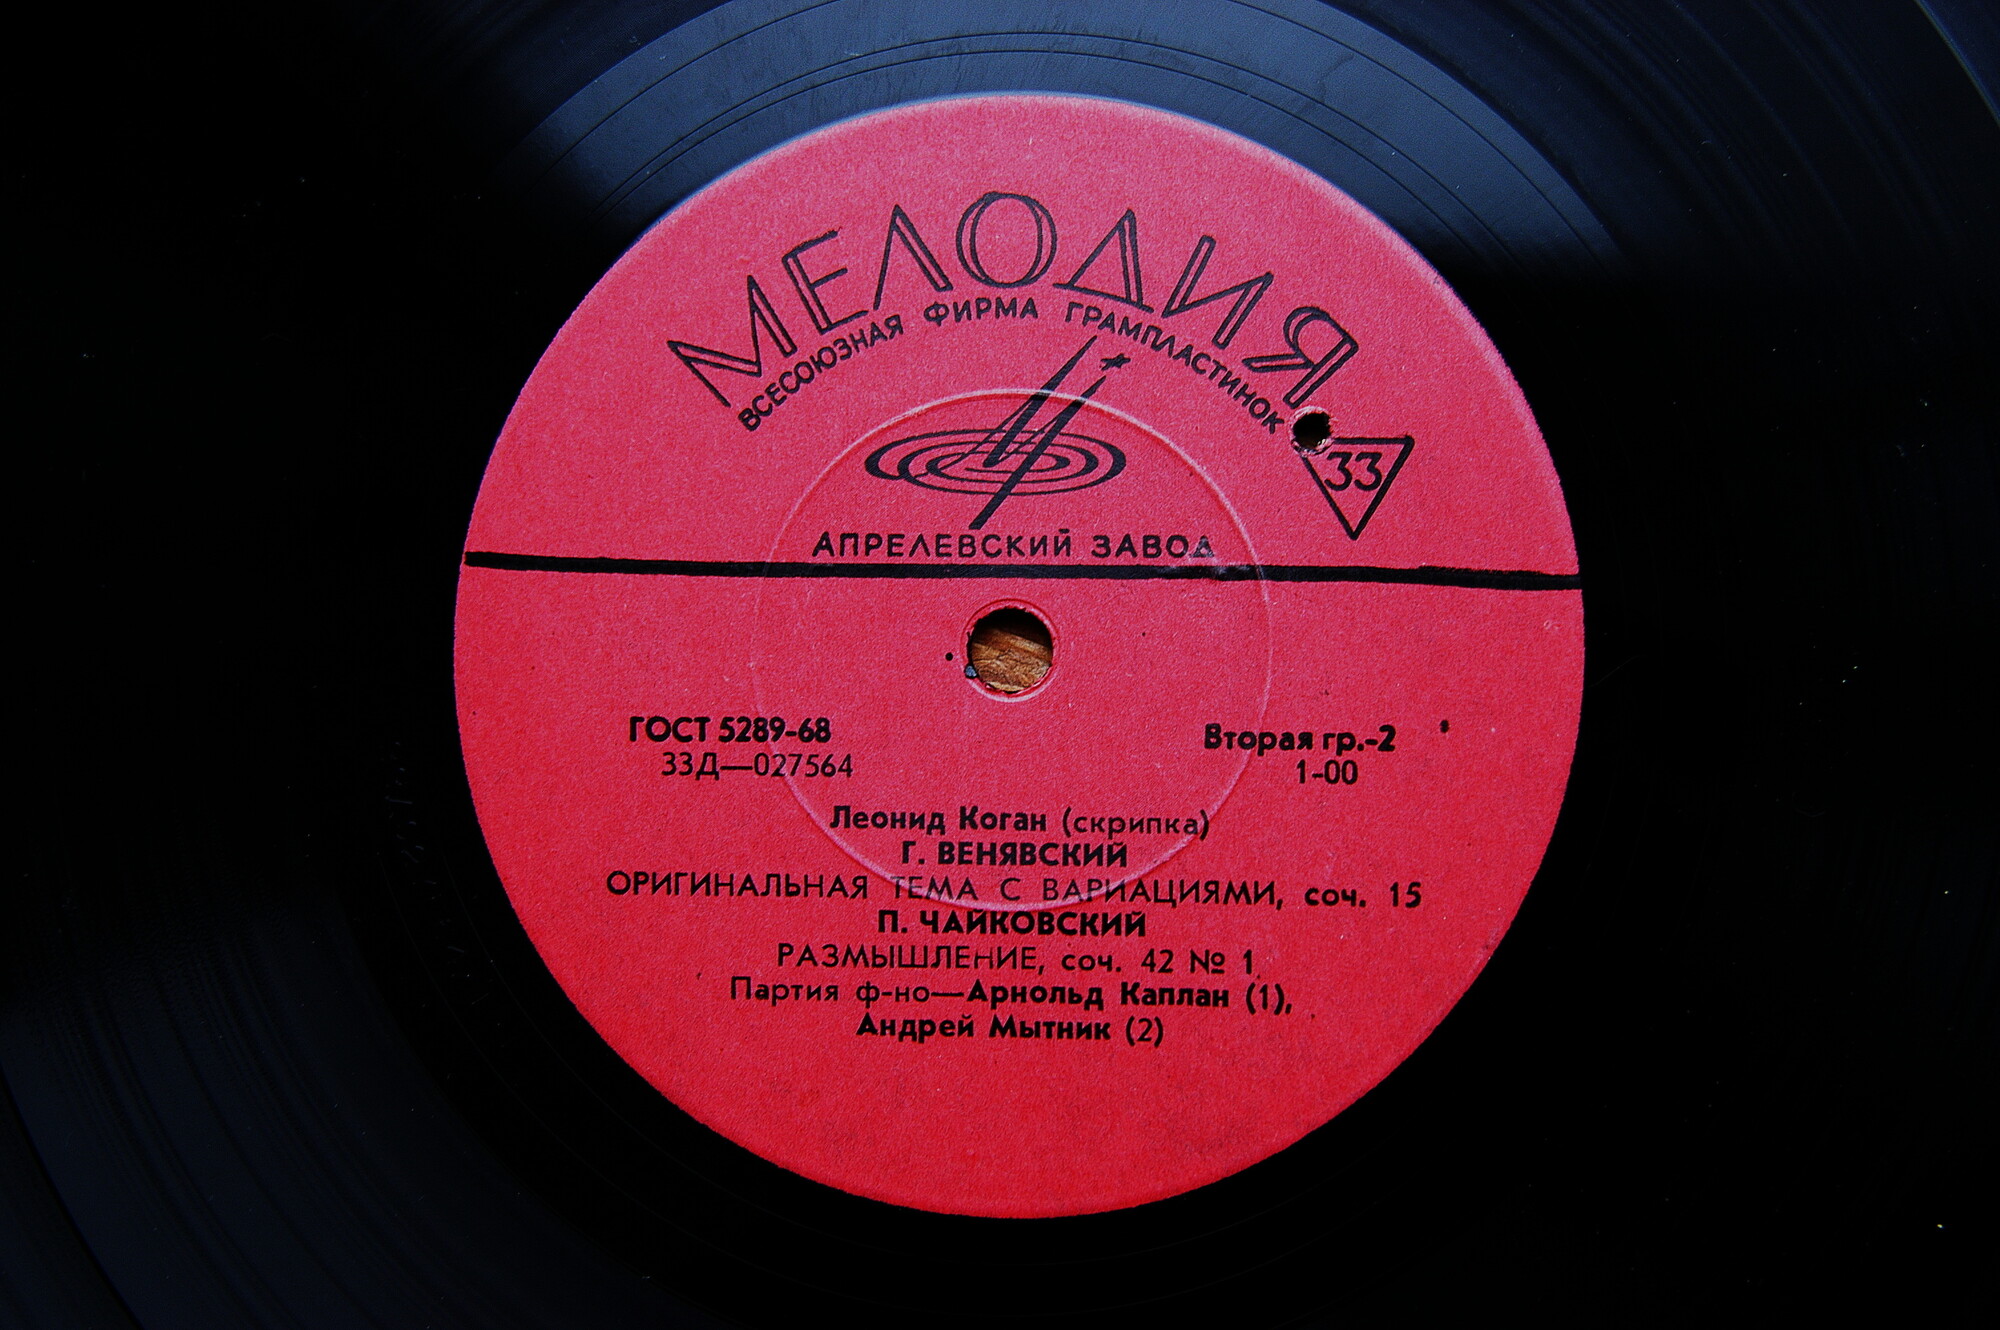 МЕЛОДИЯ
ВСЕСОЮЗНАЯ ФИРМА ГРАМПЛАСТИНОК
33
АПРЕЛЕВСКИЙ ЗАВОД
ГОСТ 5289-68
Вторая гр.-2
33Д—027564
1-00
Леонид Коган (скрипка)
Г. ВЕНЯВСКИЙ
ОРИГИНАЛЬНАЯ ТЕМА С ВАРИАЦИЯМИ, соч. 15
П. ЧАЙКОВСКИЙ
РАЗМЫШЛЕНИЕ, соч. 42 № 1
Партия ф-но—Арнольд Каплан (1),
Андрей Мытник (2)